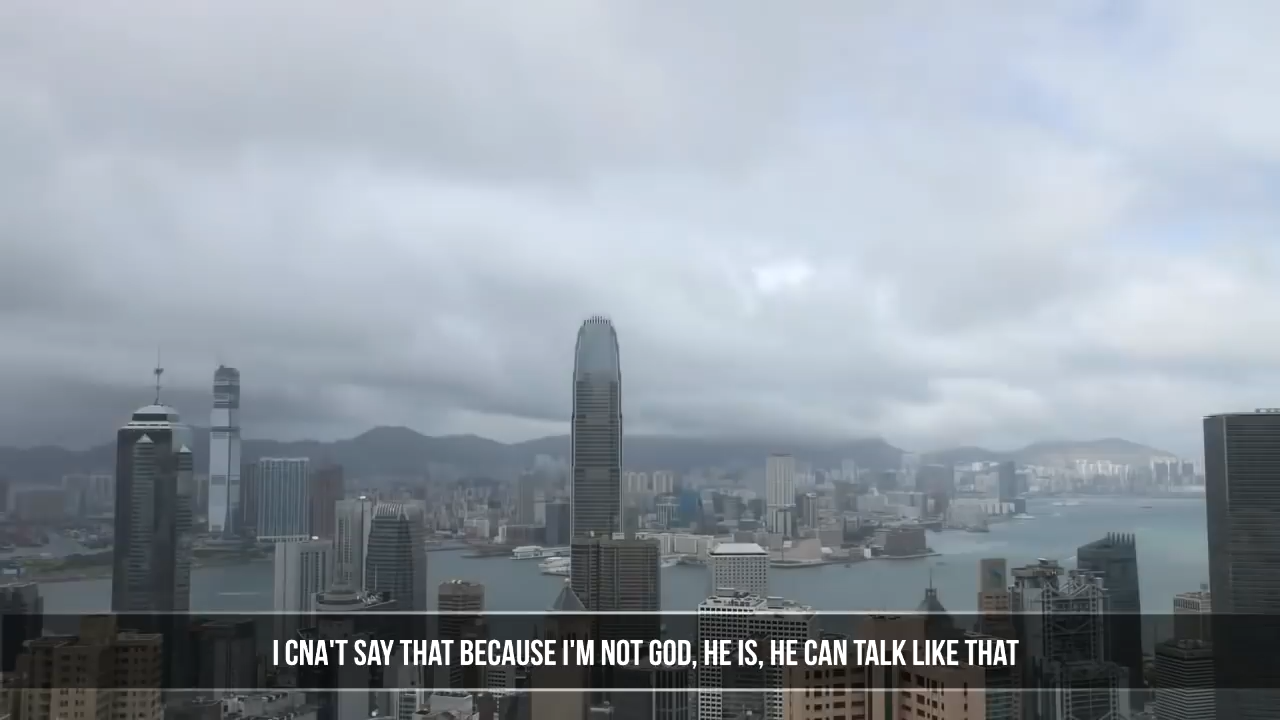 I CNA'T SAY THAT BECAUSE I'M NOT GOD, HE IS, HE CAN TALK LIKE THAT